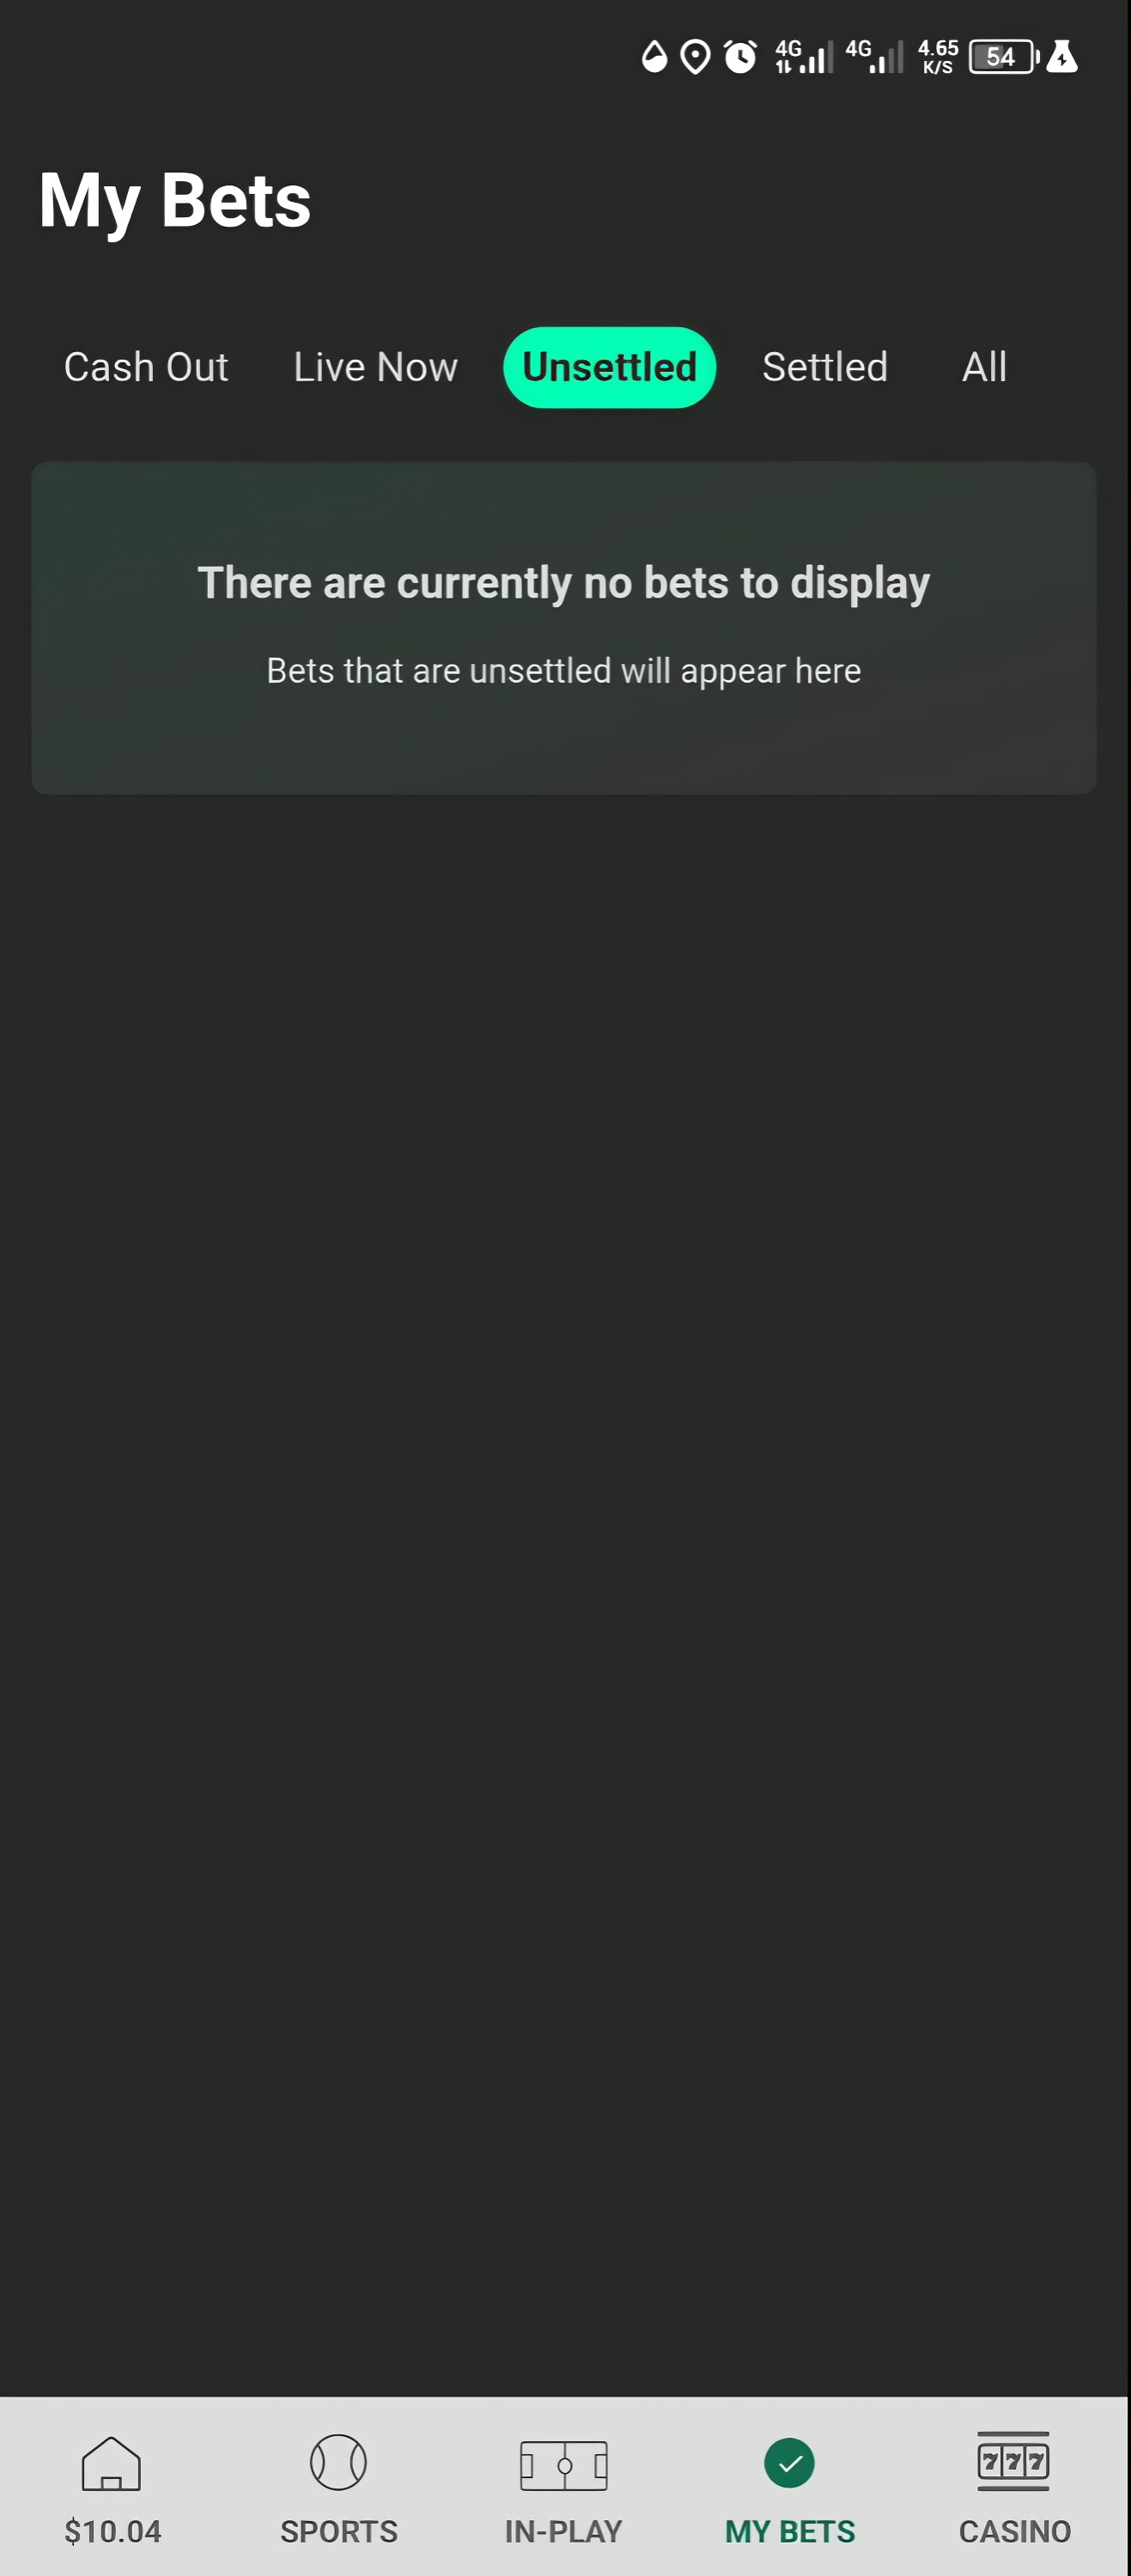 4G 4G 4.65 K/S 54
My Bets
Cash Out Live Now Unsettled Settled All
There are currently no bets to display
Bets that are unsettled will appear here
777
$10.04 SPORTS IN-PLAY MY BETS CASINO